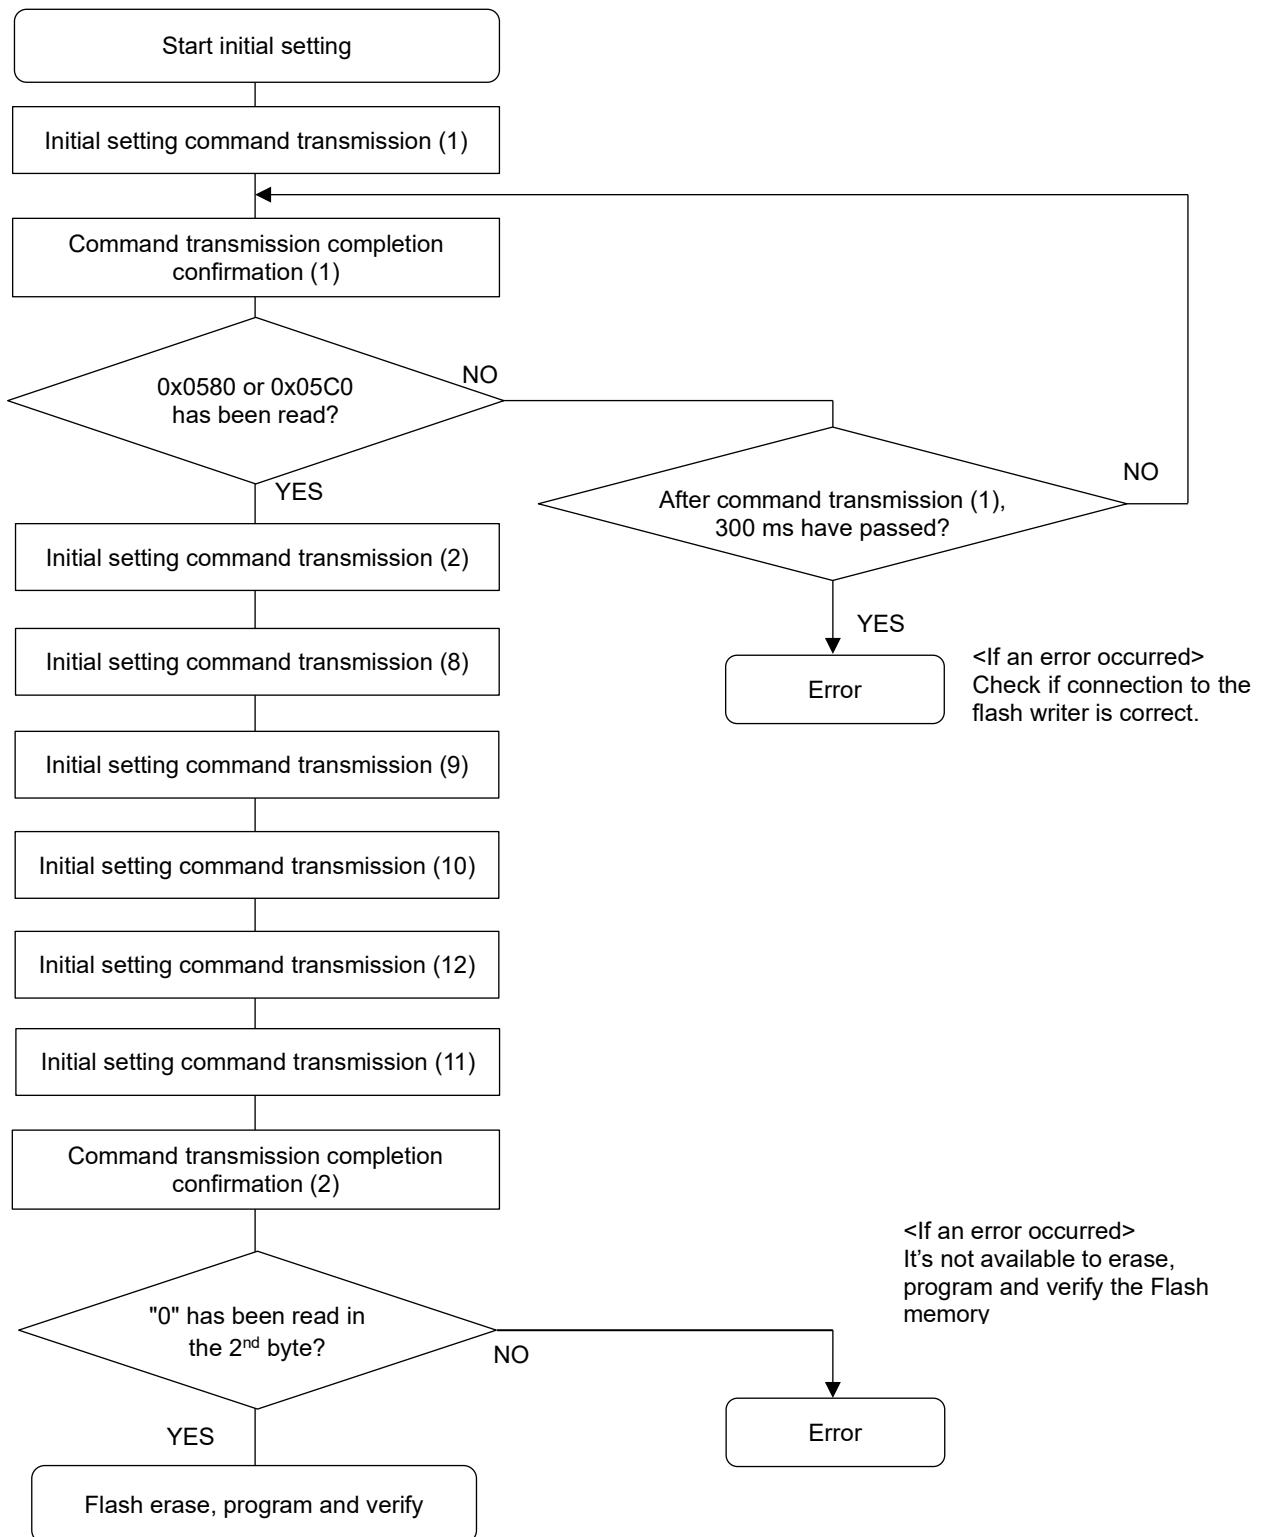 Start initial setting
Initial setting command transmission (1)
Command transmission completion
confirmation (1)
0x0580 or 0x05C0
has been read?
NO
YES
After command transmission (1),
300 ms have passed?
NO
YES
Error
<If an error occurred>
Check if connection to the
flash writer is correct.
Initial setting command transmission (2)
Initial setting command transmission (8)
Initial setting command transmission (9)
Initial setting command transmission (10)
Initial setting command transmission (12)
Initial setting command transmission (11)
Command transmission completion
confirmation (2)
"0" has been read in
the 2nd byte?
NO
YES
<If an error occurred>
It's not available to erase,
program and verify the Flash
memory
Error
Flash erase, program and verify